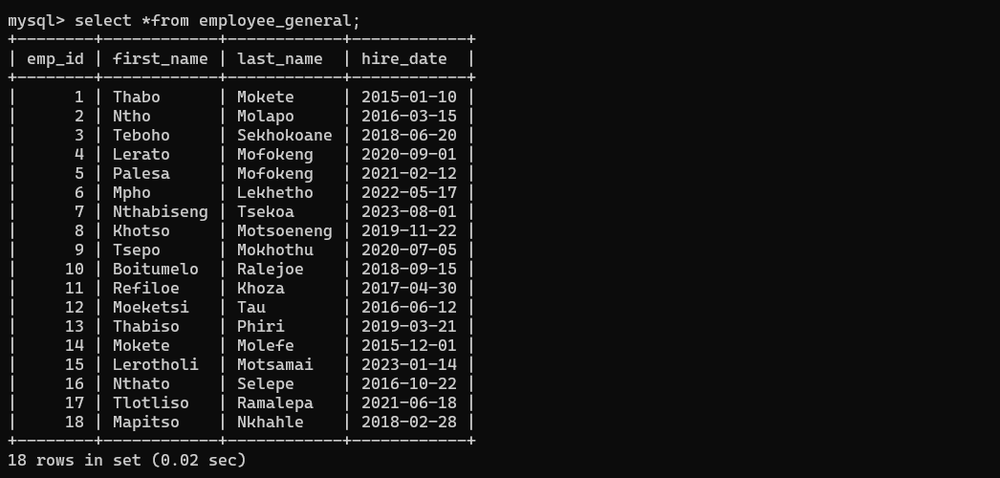 mysql> select *from employee_general;
+--------+------------+------------+------------+
| emp_id | first_name | last_name  | hire_date  |
+--------+------------+------------+------------+
|      1 | Thabo      | Mokete     | 2015-01-10 |
|      2 | Ntho       | Molapo     | 2016-03-15 |
|      3 | Teboho     | Sekhokoane | 2018-06-20 |
|      4 | Lerato     | Mofokeng   | 2020-09-01 |
|      5 | Palesa     | Mofokeng   | 2021-02-12 |
|      6 | Mpho       | Lekhetho   | 2022-05-17 |
|      7 | Nthabiseng | Tsekoa     | 2023-08-01 |
|      8 | Khotso     | Motsoeneng | 2019-11-22 |
|      9 | Tsepo      | Mokhothu   | 2020-07-05 |
|     10 | Boitumelo  | Ralejoe    | 2018-09-15 |
|     11 | Refiloe    | Khoza      | 2017-04-30 |
|     12 | Moeketsi   | Tau        | 2016-06-12 |
|     13 | Thabiso    | Phiri      | 2019-03-21 |
|     14 | Mokete     | Molefe     | 2015-12-01 |
|     15 | Lerotholi  | Motsamai   | 2023-01-14 |
|     16 | Nthato     | Selepe     | 2016-10-22 |
|     17 | Tlotliso   | Ramalepa   | 2021-06-18 |
|     18 | Mapitso    | Nkhahle    | 2018-02-28 |
+--------+------------+------------+------------+
18 rows in set (0.02 sec)